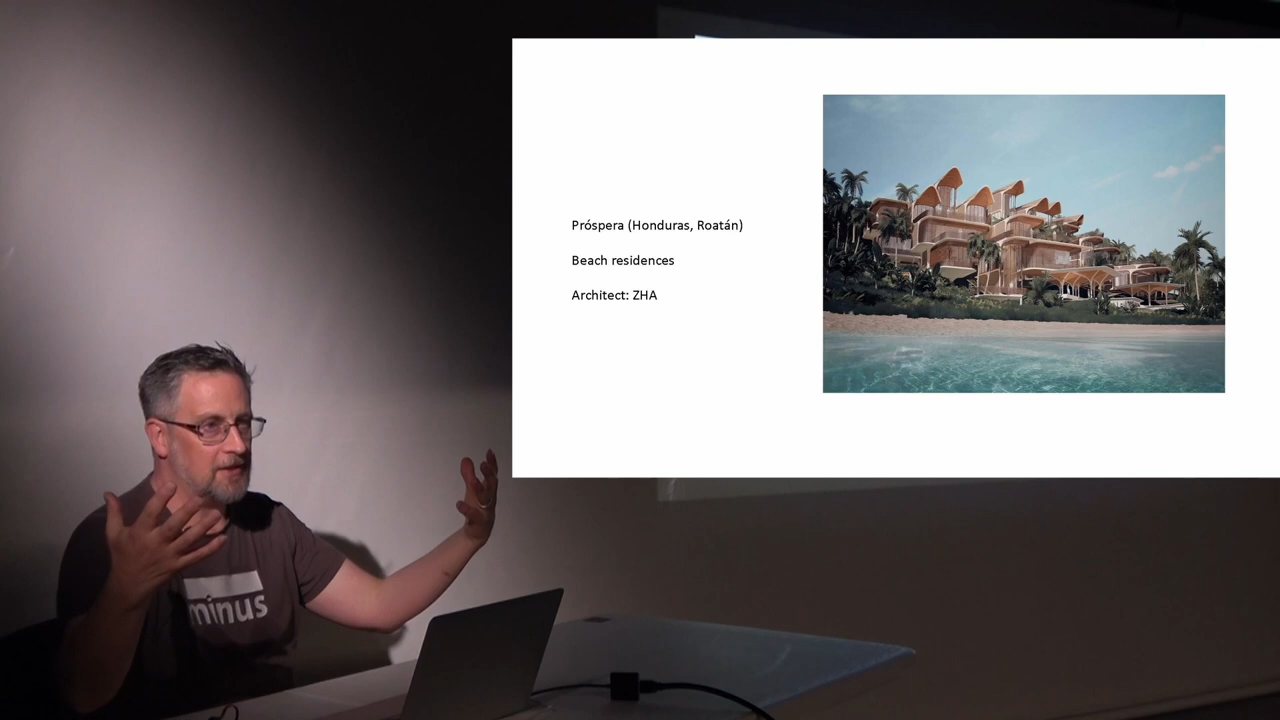 Próspera (Honduras, Roatán)
Beach residences
Architect: ZHA
minus